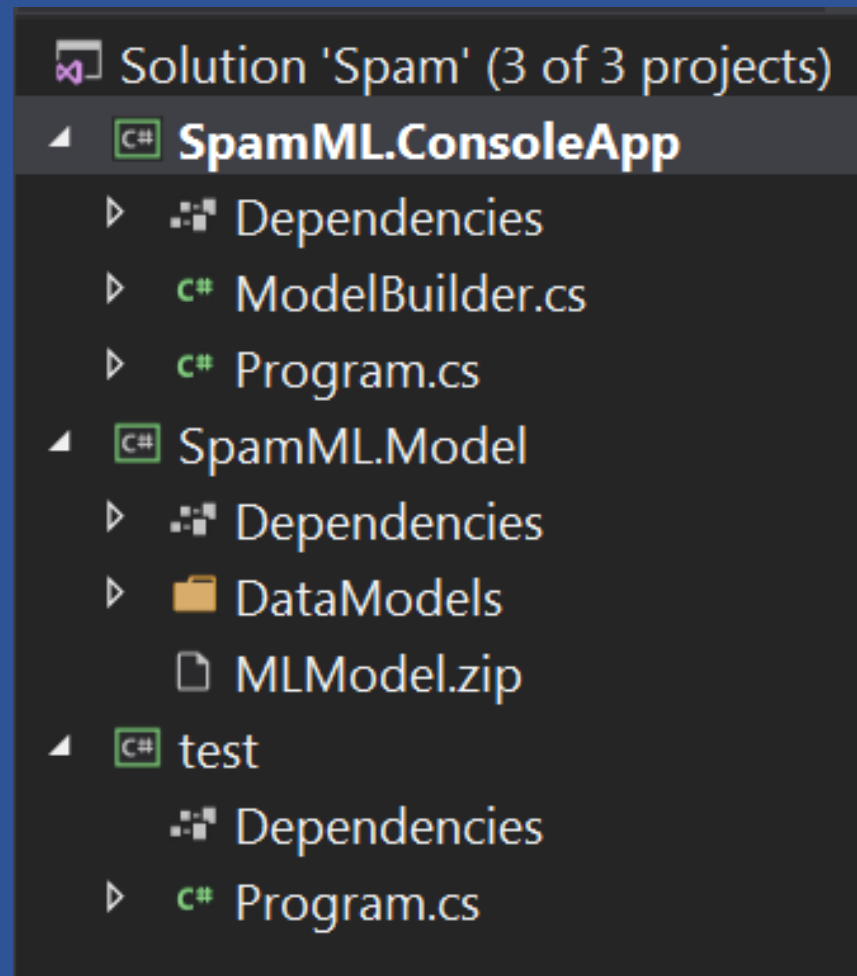 Solution 'Spam' (3 of 3 projects)
C# SpamML.ConsoleApp
Dependencies
C# ModelBuilder.cs
C# Program.cs
C# SpamML.Model
Dependencies
DataModels
MLModel.zip
C# test
Dependencies
C# Program.cs